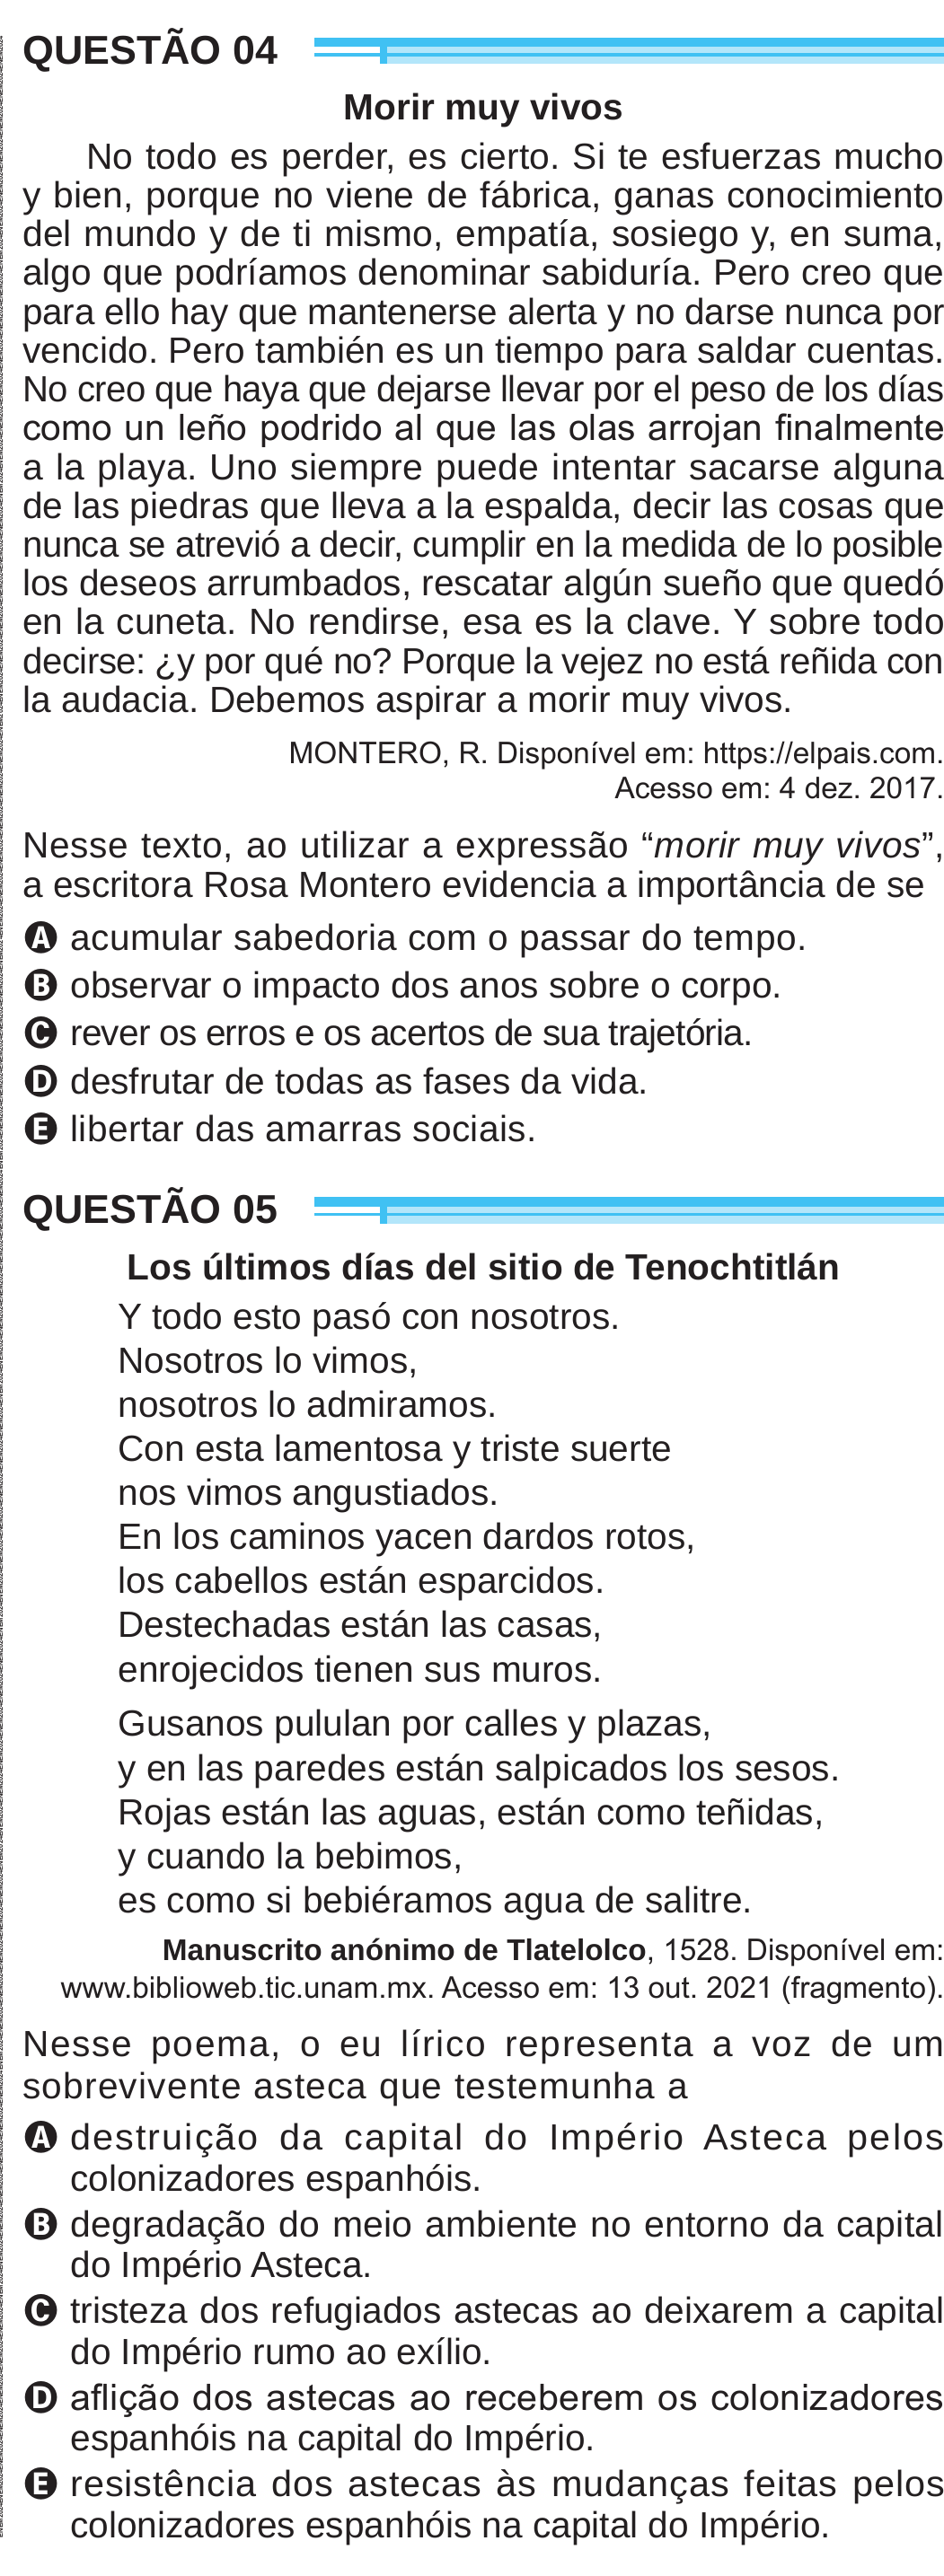 QUESTÃO 04
Morir muy vivos
No todo es perder, es cierto. Si te esfuerzas mucho
y bien, porque no viene de fábrica, ganas conocimiento
del mundo y de ti mismo, empatía, sosiego y, en suma,
algo que podríamos denominar sabiduría. Pero creo que
para ello hay que mantenerse alerta y no darse nunca por
vencido. Pero también es un tiempo para saldar cuentas.
No creo que haya que dejarse llevar por el peso de los días
como un leño podrido al que las olas arrojan finalmente
a la playa. Uno siempre puede intentar sacarse alguna
de las piedras que lleva a la espalda, decir las cosas que
nunca se atrevió a decir, cumplir en la medida de lo posible
los deseos arrumbados, rescatar algún sueño que quedó
en la cuneta. No rendirse, esa es la clave. Y sobre todo
decirse: ¿y por qué no? Porque la vejez no está reñida con
la audacia. Debemos aspirar a morir muy vivos.
MONTERO, R. Disponível em: https://elpais.com.
Acesso em: 4 dez. 2017.
Nesse texto, ao utilizar a expressão “morir muy vivos”,
a escritora Rosa Montero evidencia a importância de se
A acumular sabedoria com o passar do tempo.
B observar o impacto dos anos sobre o corpo.
C rever os erros e os acertos de sua trajetória.
D desfrutar de todas as fases da vida.
E libertar das amarras sociais.
QUESTÃO 05
Los últimos días del sitio de Tenochtitlán
Y todo esto pasó con nosotros.
Nosotros lo vimos,
nosotros lo admiramos.
Con esta lamentosa y triste suerte
nos vimos angustiados.
En los caminos yacen dardos rotos,
los cabellos están esparcidos.
Destechadas están las casas,
enrojecidos tienen sus muros.
Gusanos pululan por calles y plazas,
y en las paredes están salpicados los sesos.
Rojas están las aguas, están como teñidas,
y cuando la bebimos,
es como si bebiéramos agua de salitre.
Manuscrito anónimo de Tlatelolco, 1528. Disponível em:
www.biblioweb.tic.unam.mx. Acesso em: 13 out. 2021 (fragmento).
Nesse poema, o eu lírico representa a voz de um
sobrevivente asteca que testemunha a
A destruição da capital do Império Asteca pelos
colonizadores espanhóis.
B degradação do meio ambiente no entorno da capital
do Império Asteca.
C tristeza dos refugiados astecas ao deixarem a capital
do Império rumo ao exílio.
D aflição dos astecas ao receberem os colonizadores
espanhóis na capital do Império.
E resistência dos astecas às mudanças feitas pelos
colonizadores espanhóis na capital do Império.